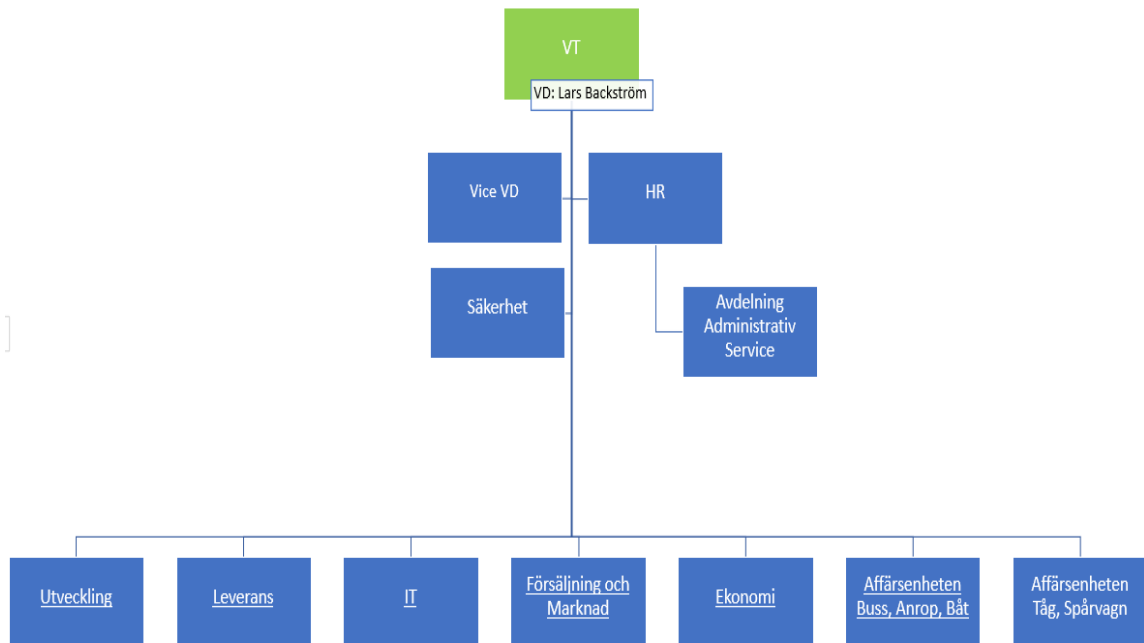 VT
VD: Lars Backström
Vice VD
HR
Säkerhet
Avdelning
Administrativ
Service
Utveckling
Leverans
IT
Försäljning och
Marknad
Ekonomi
Affärsenheten
Buss, Anrop, Båt
Affärsenheten
Tåg, Spårvagn